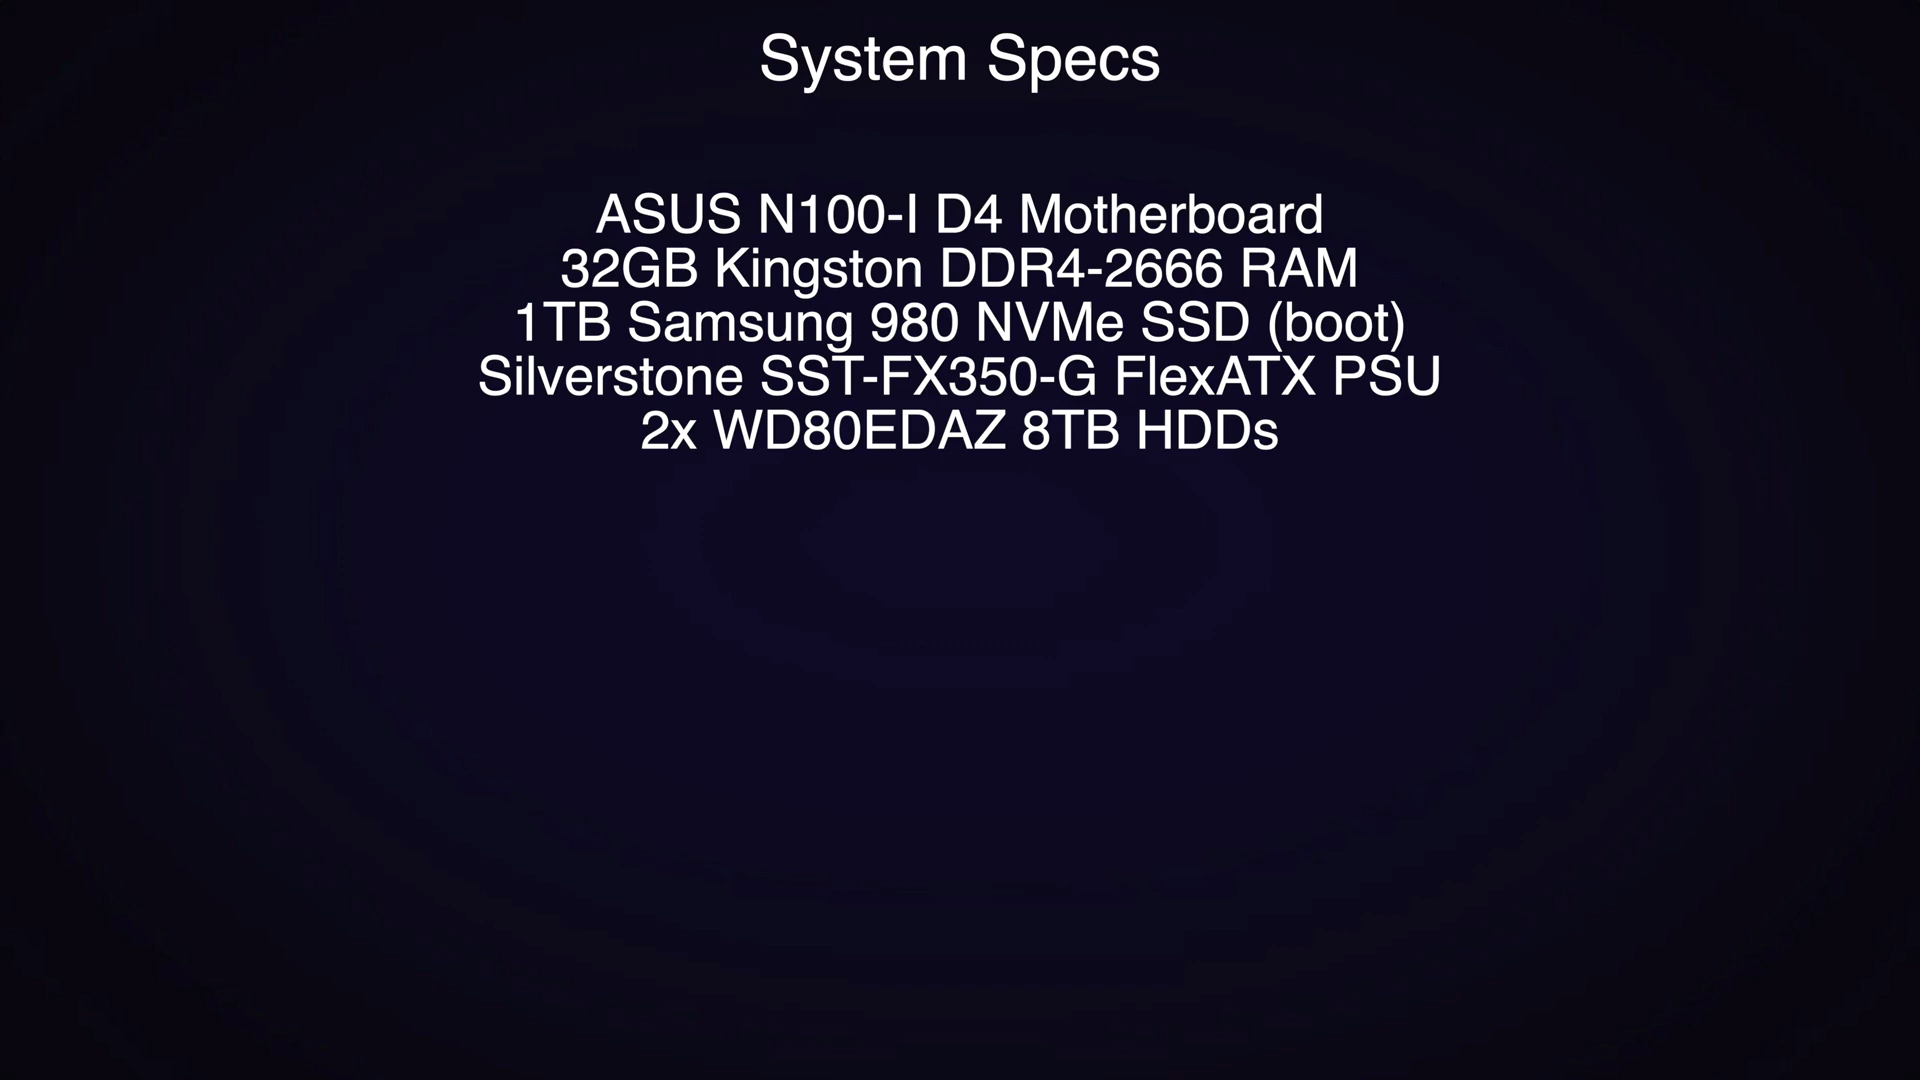 System Specs
ASUS N100-I D4 Motherboard
32GB Kingston DDR4-2666 RAM
1TB Samsung 980 NVMe SSD (boot)
Silverstone SST-FX350-G FlexATX PSU
2x WD80EDAZ 8TB HDDs